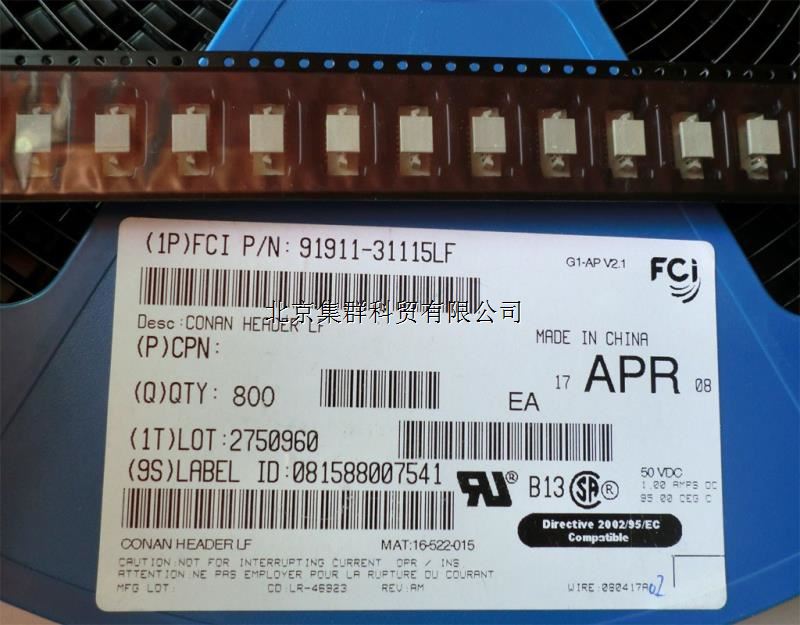 (1P)FCI P/N: 91911-31115LF
G1-AP V2.1
FCi
北京集群科贸有限公司
Desc:CONAN HEADER LF
MADE IN CHINA
(P)CPN:
17 APR 08
(Q)QTY: 800
EA
(1T)LOT:2750960
(9S)LABEL ID:081588007541
RU®
B13
SA®
50 VDC
1.00 AMPS DC
95.00 CEG C
Directive 2002/95/EC
Compatible
CONAN HEADER LF
MAT:16-522-015
CAUTION:NOT FOR INTERRUPTING CURRENT OPR / INS
ATTENTION:NE PAS EMPLOYER POUR LA RUPTURE DU COURANT
MFG LOT: CD:LR-46923 REV:AM WIRE:080417A02